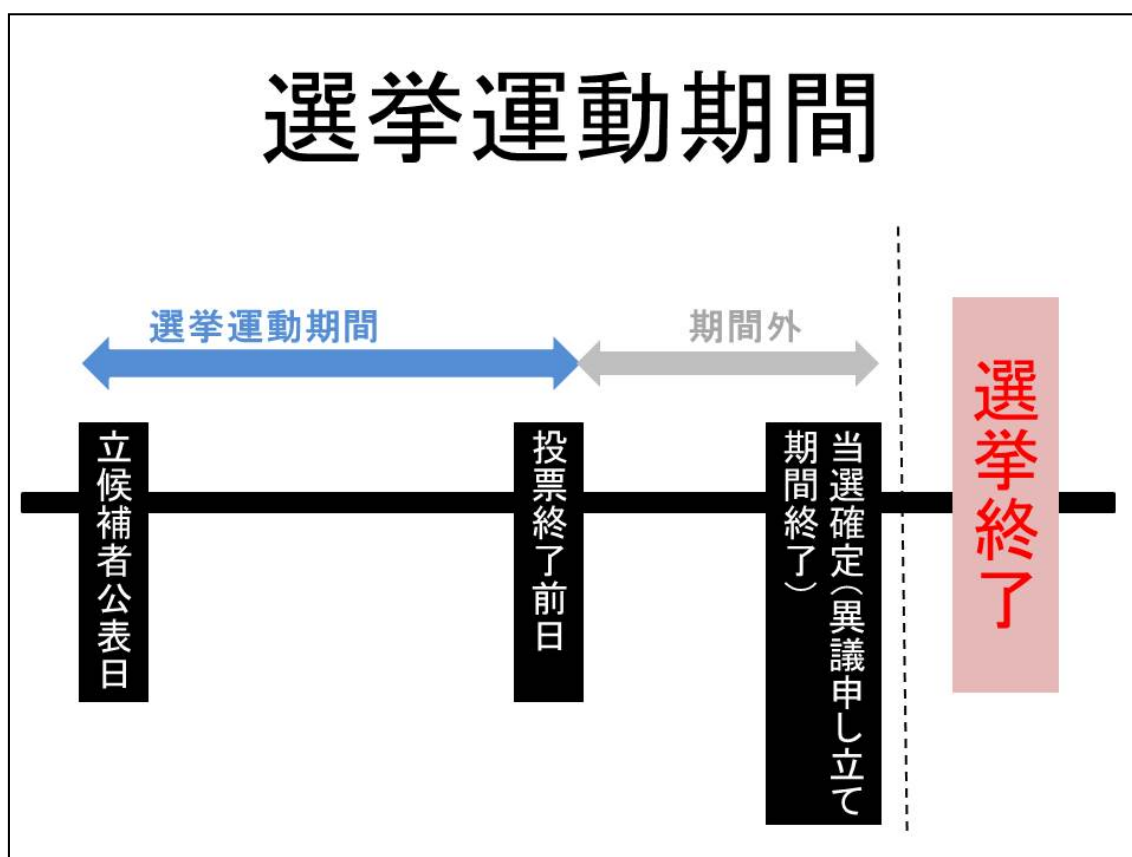 選挙運動期間
選挙運動期間
期間外
立候補者公表日
投票終了前日
当選確定（異議申し立て
期間終了）
選挙終了